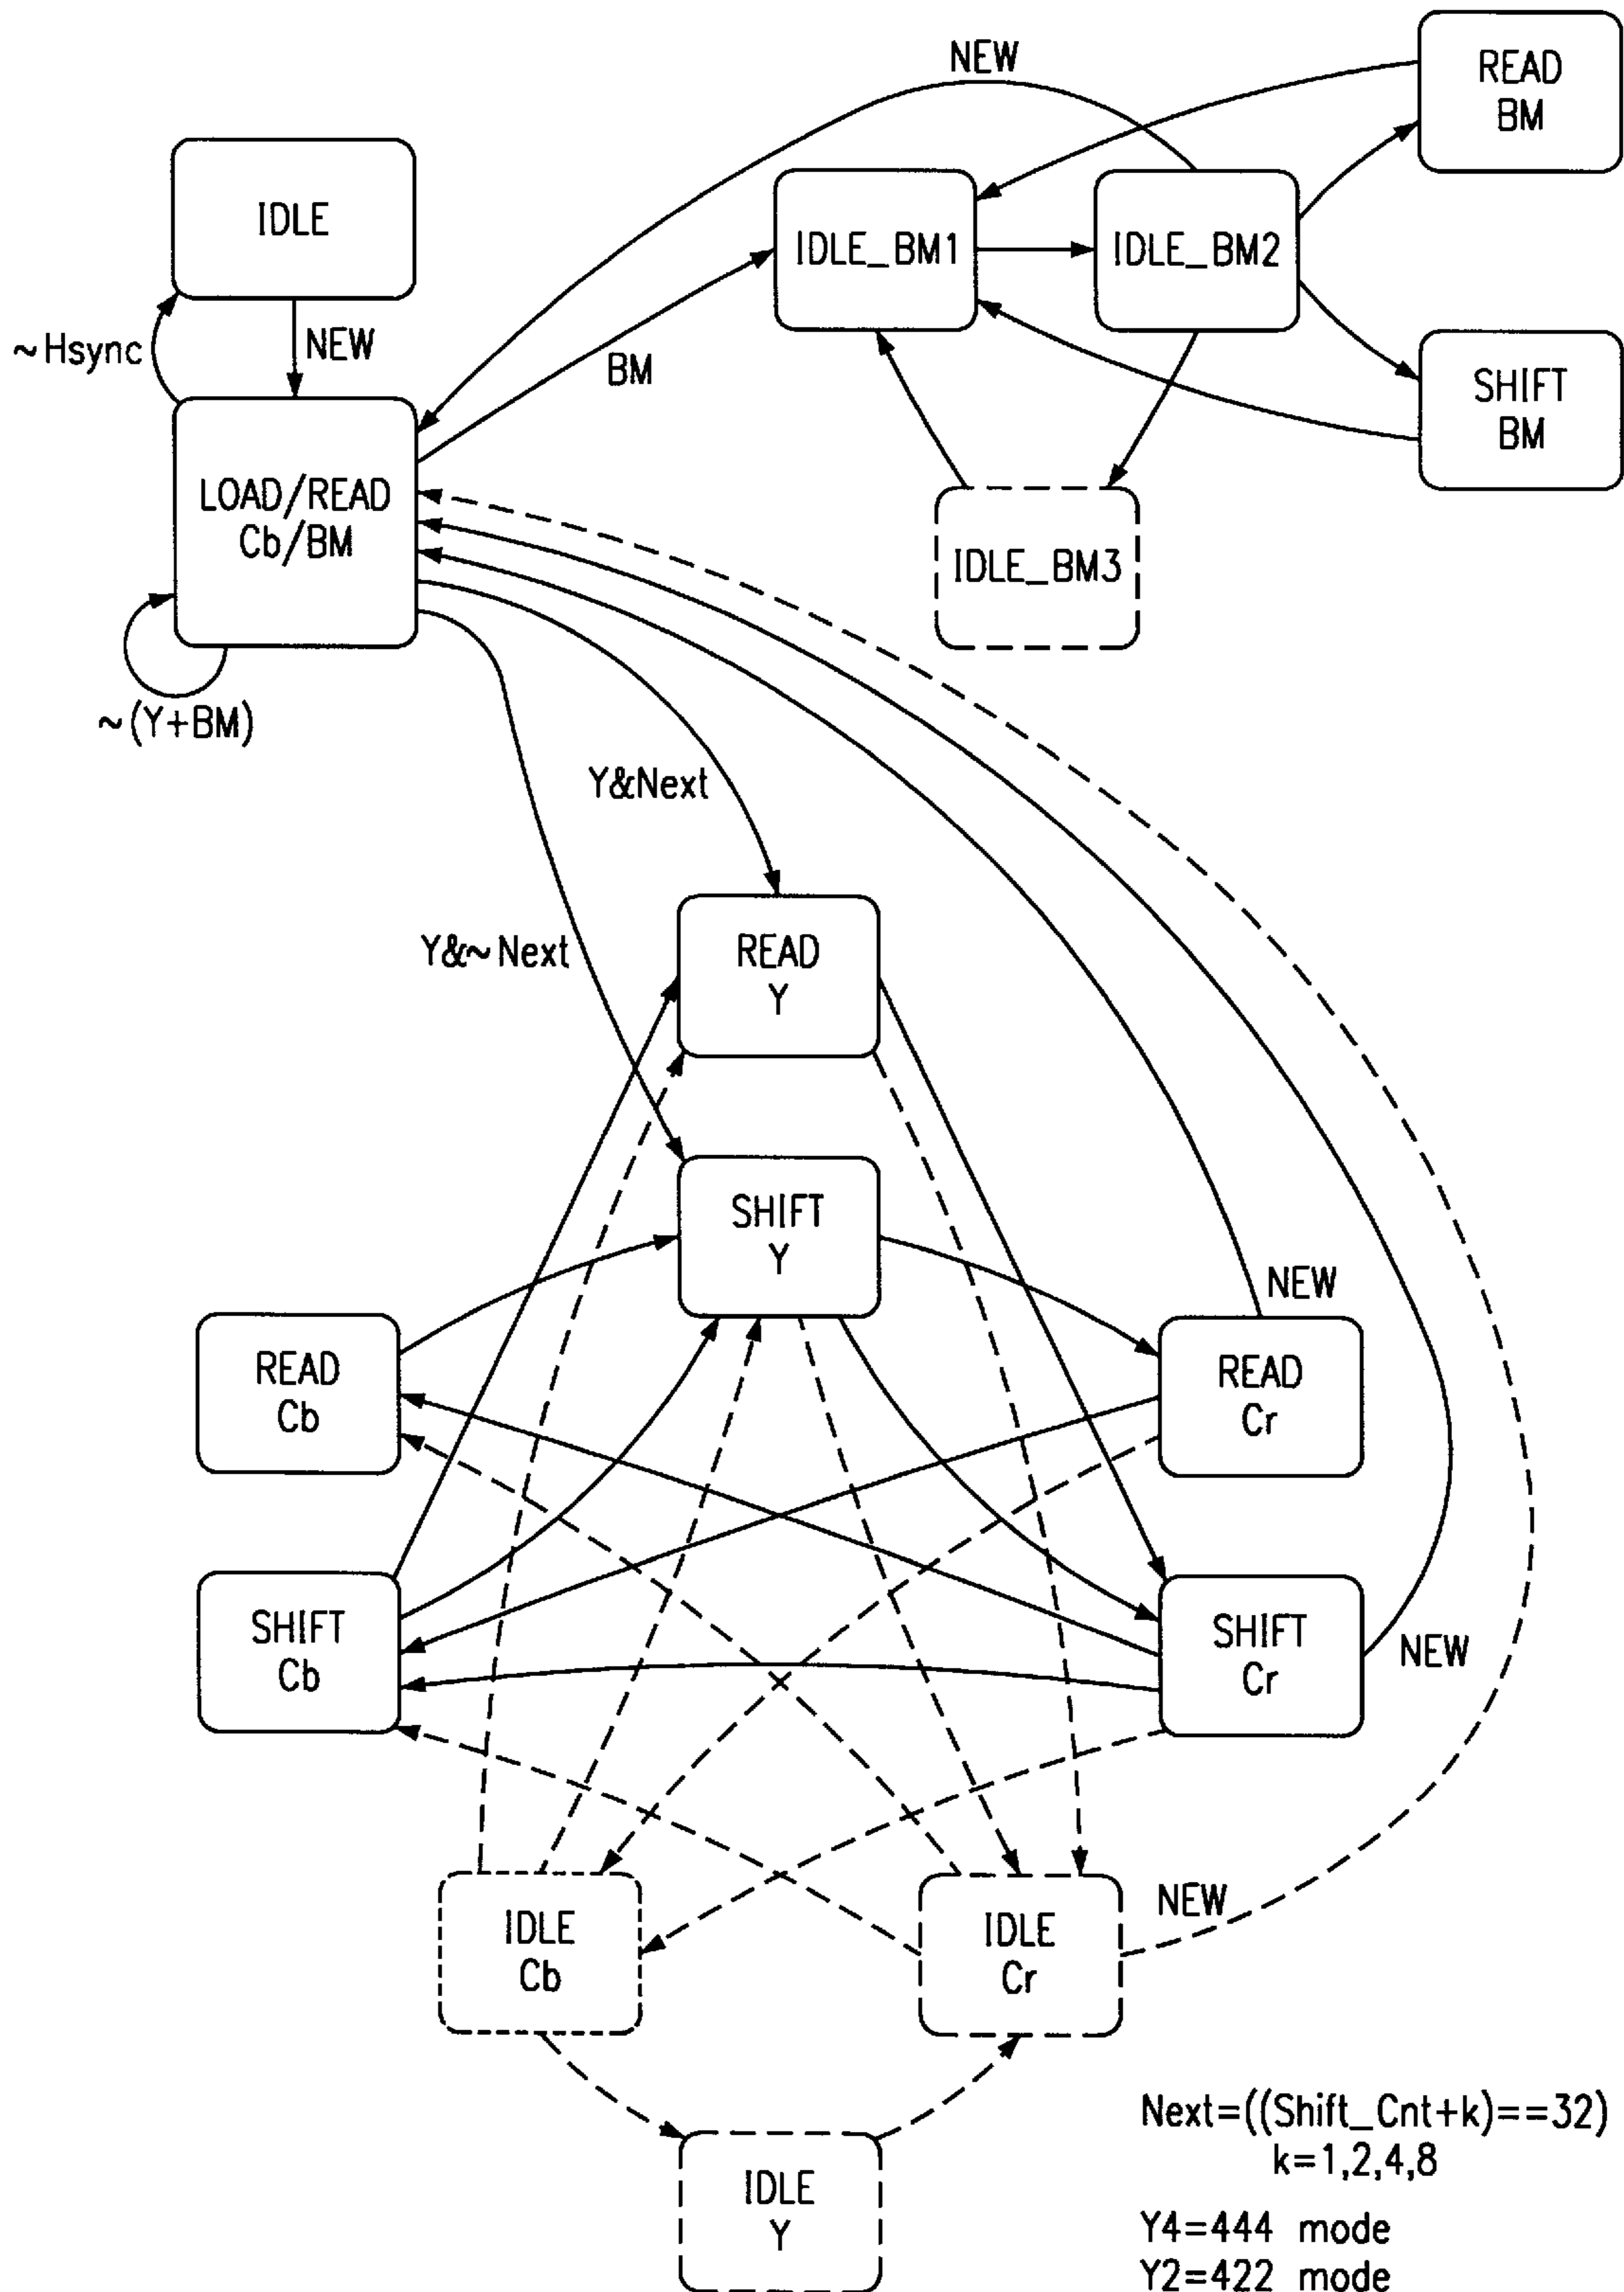 NEW
READ
BM
IDLE
IDLE_BM1
IDLE_BM2
~Hsync
NEW
BM
SHIFT
BM
LOAD/READ
Cb/BM
IDLE_BM3
~(Y+BM)
Y&Next
Y&~Next
READ
Y
SHIFT
Y
NEW
READ
Cb
READ
Cr
SHIFT
Cb
SHIFT
Cr
NEW
NEW
IDLE
Cb
IDLE
Cr
Next=((Shift_Cnt+k)==32)
k=1,2,4,8
IDLE
Y
Y4=444 mode
Y2=422 mode